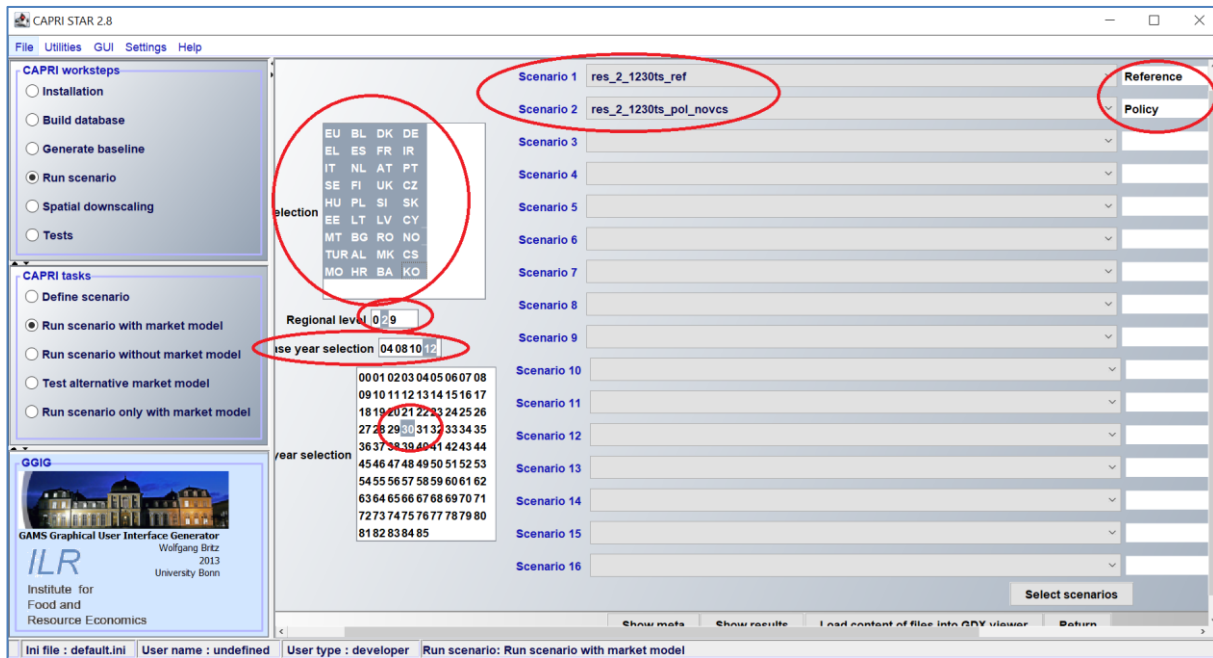 CAPRI STAR 2.8
File Utilities GUI Settings Help
CAPRI worksteps
Installation
Build database
Generate baseline
Run scenario
Spatial downscaling
Tests
CAPRI tasks
Define scenario
Run scenario with market model
Run scenario without market model
Test alternative market model
Run scenario only with market model
GGIG
GAMS Graphical User Interface Generator
Wolfgang Britz
2013
University Bonn
ILR
Institute for
Food and
Resource Economics
election
EU BL DK DE
EL ES FR IR
IT NL AT PT
SE FI UK CZ
HU PL SI SK
EE LT LV CY
MT BG RO NO
TUR AL MK CS
MO HR BA KO
Regional level 0 2 9
ase year selection 04 08 10 12
year selection
00 01 02 03 04 05 06 07 08
09 10 11 12 13 14 15 16 17
18 19 20 21 22 23 24 25 26
27 28 29 30 31 32 33 34 35
36 37 38 39 40 41 42 43 44
45 46 47 48 49 50 51 52 53
54 55 56 57 58 59 60 61 62
63 64 65 66 67 68 69 70 71
72 73 74 75 76 77 78 79 80
81 82 83 84 85
Scenario 1 res_2_1230ts_ref Reference
Scenario 2 res_2_1230ts_pol_novcs Policy
Scenario 3
Scenario 4
Scenario 5
Scenario 6
Scenario 7
Scenario 8
Scenario 9
Scenario 10
Scenario 11
Scenario 12
Scenario 13
Scenario 14
Scenario 15
Scenario 16
Select scenarios
Show meta Show results Load content of files into GDX viewer Return
Ini file : default.ini User name : undefined User type : developer Run scenario: Run scenario with market model